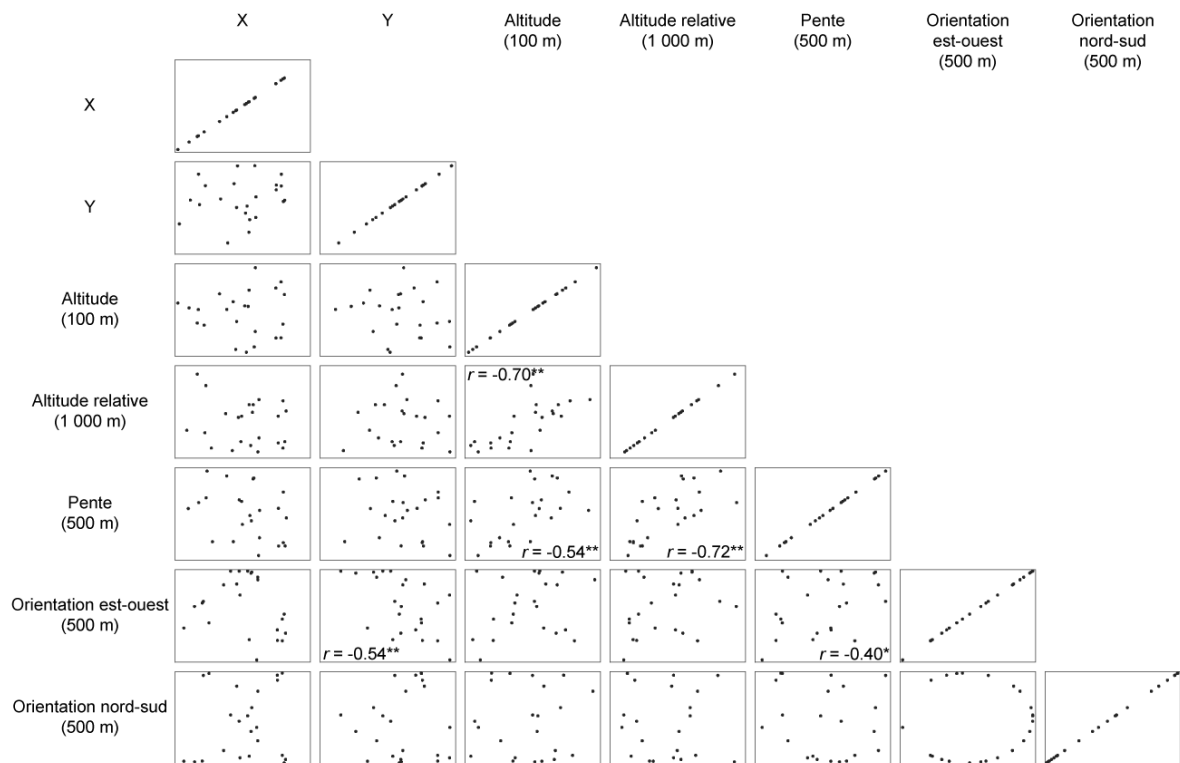 X
Y
Altitude
(100 m)
Altitude relative
(1 000 m)
Pente
(500 m)
Orientation
est-ouest
(500 m)
Orientation
nord-sud
(500 m)
X
Y
Altitude
(100 m)
Altitude relative
(1 000 m)
r = -0.70**
Pente
(500 m)
r = -0.54**
r = -0.72**
Orientation est-ouest
(500 m)
r = -0.54**
r = -0.40*
Orientation nord-sud
(500 m)